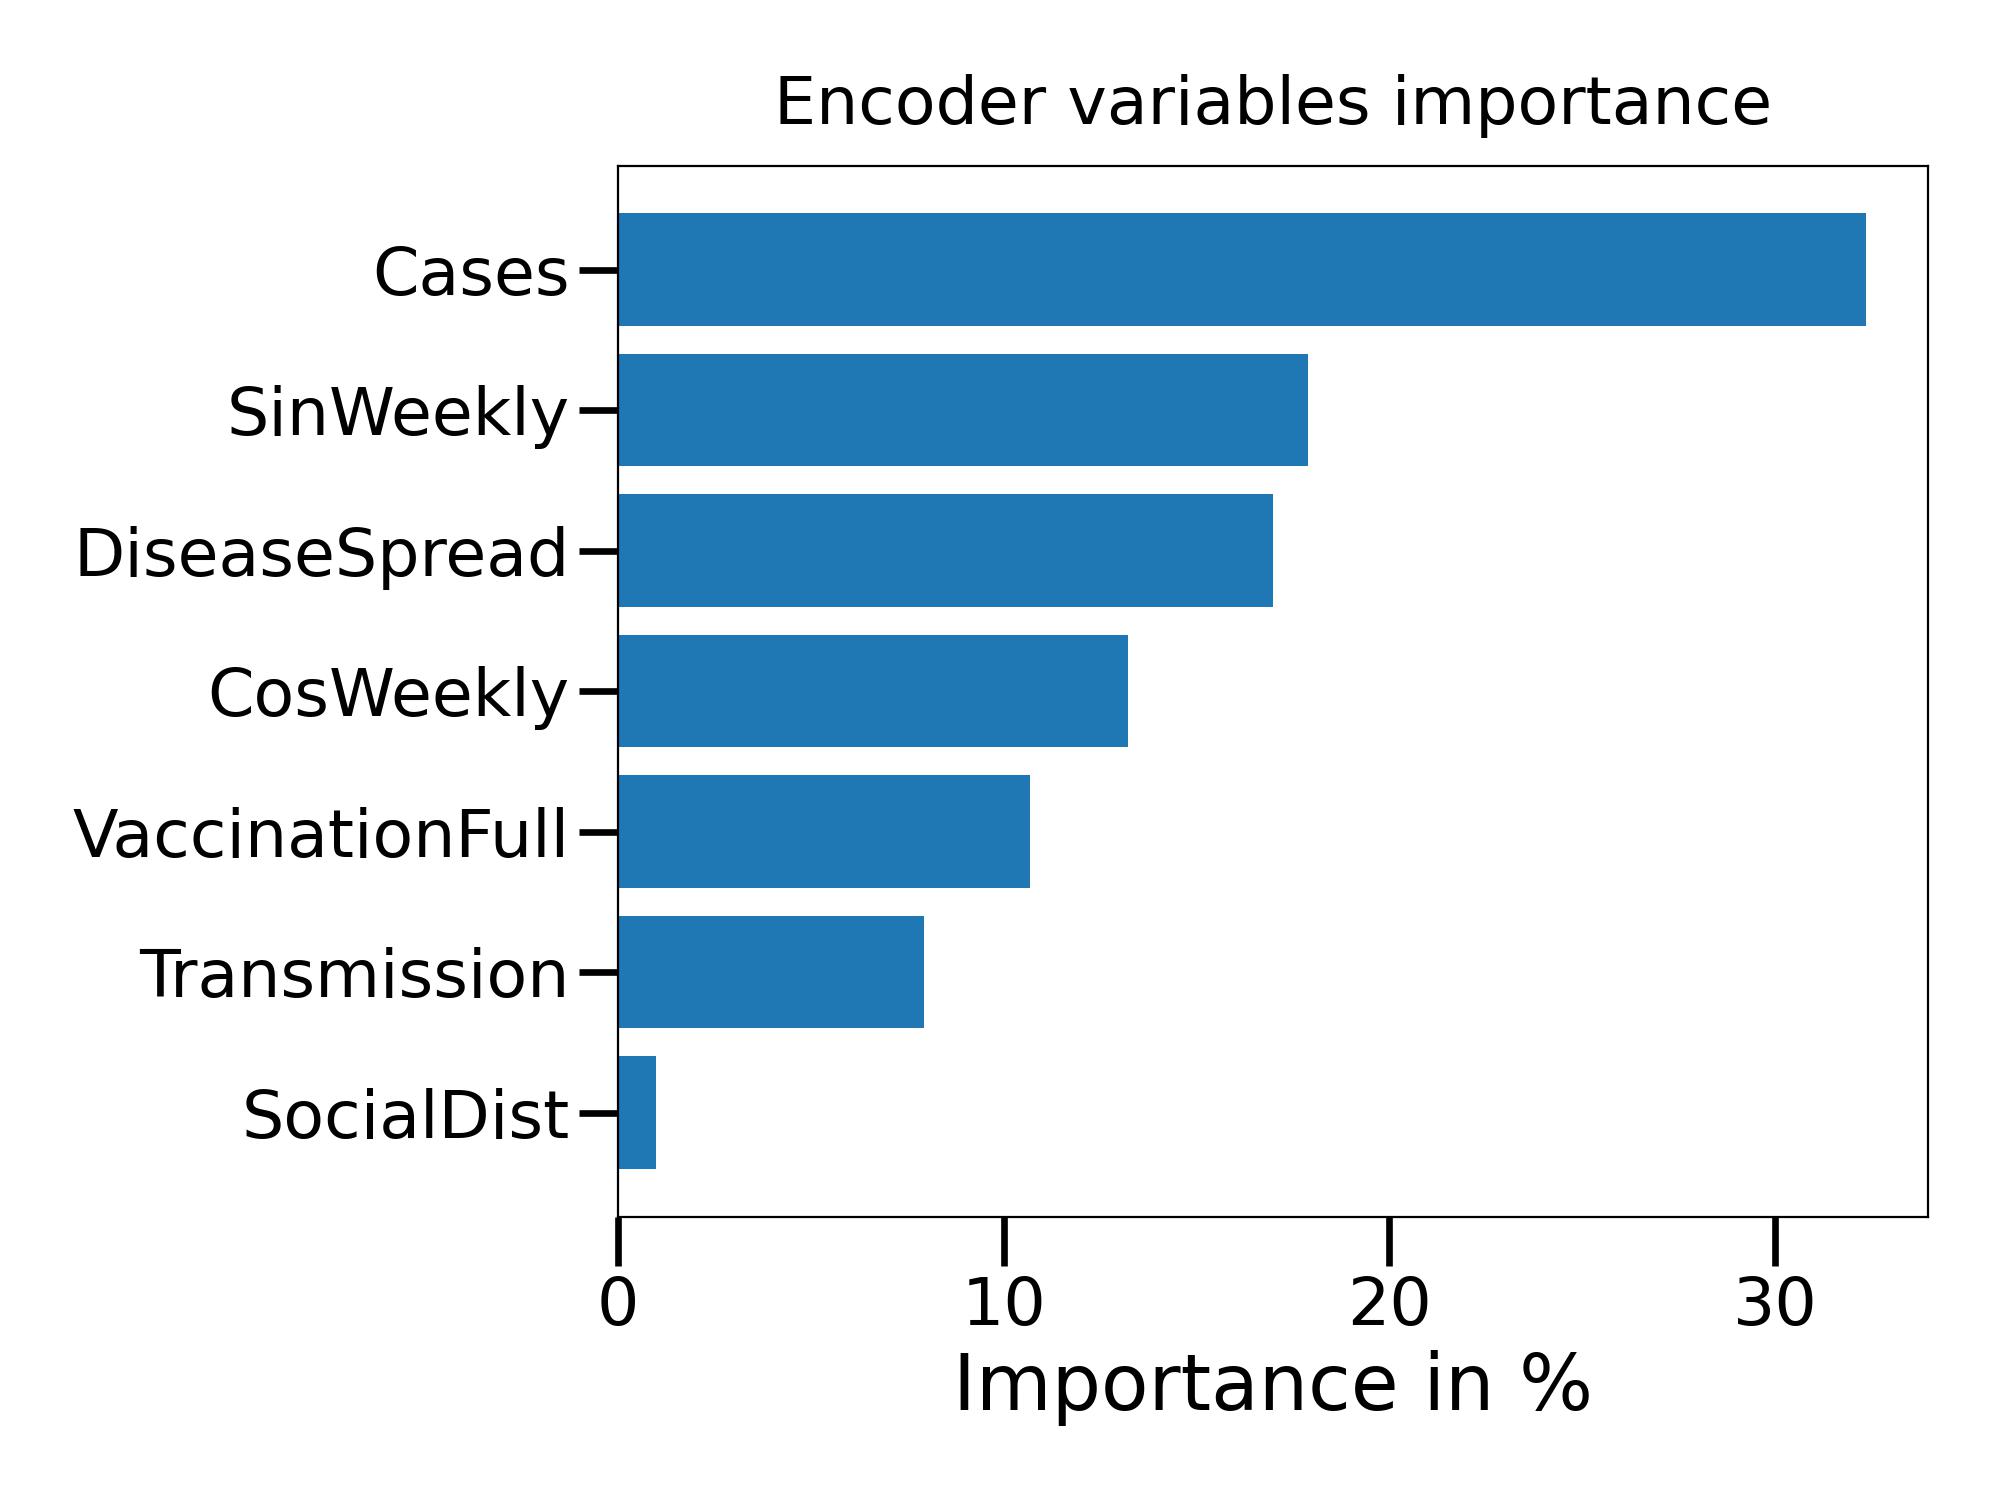 Encoder variables importance
Cases
SinWeekly
DiseaseSpread
CosWeekly
VaccinationFull
Transmission
SocialDist
0 10 20 30
Importance in %